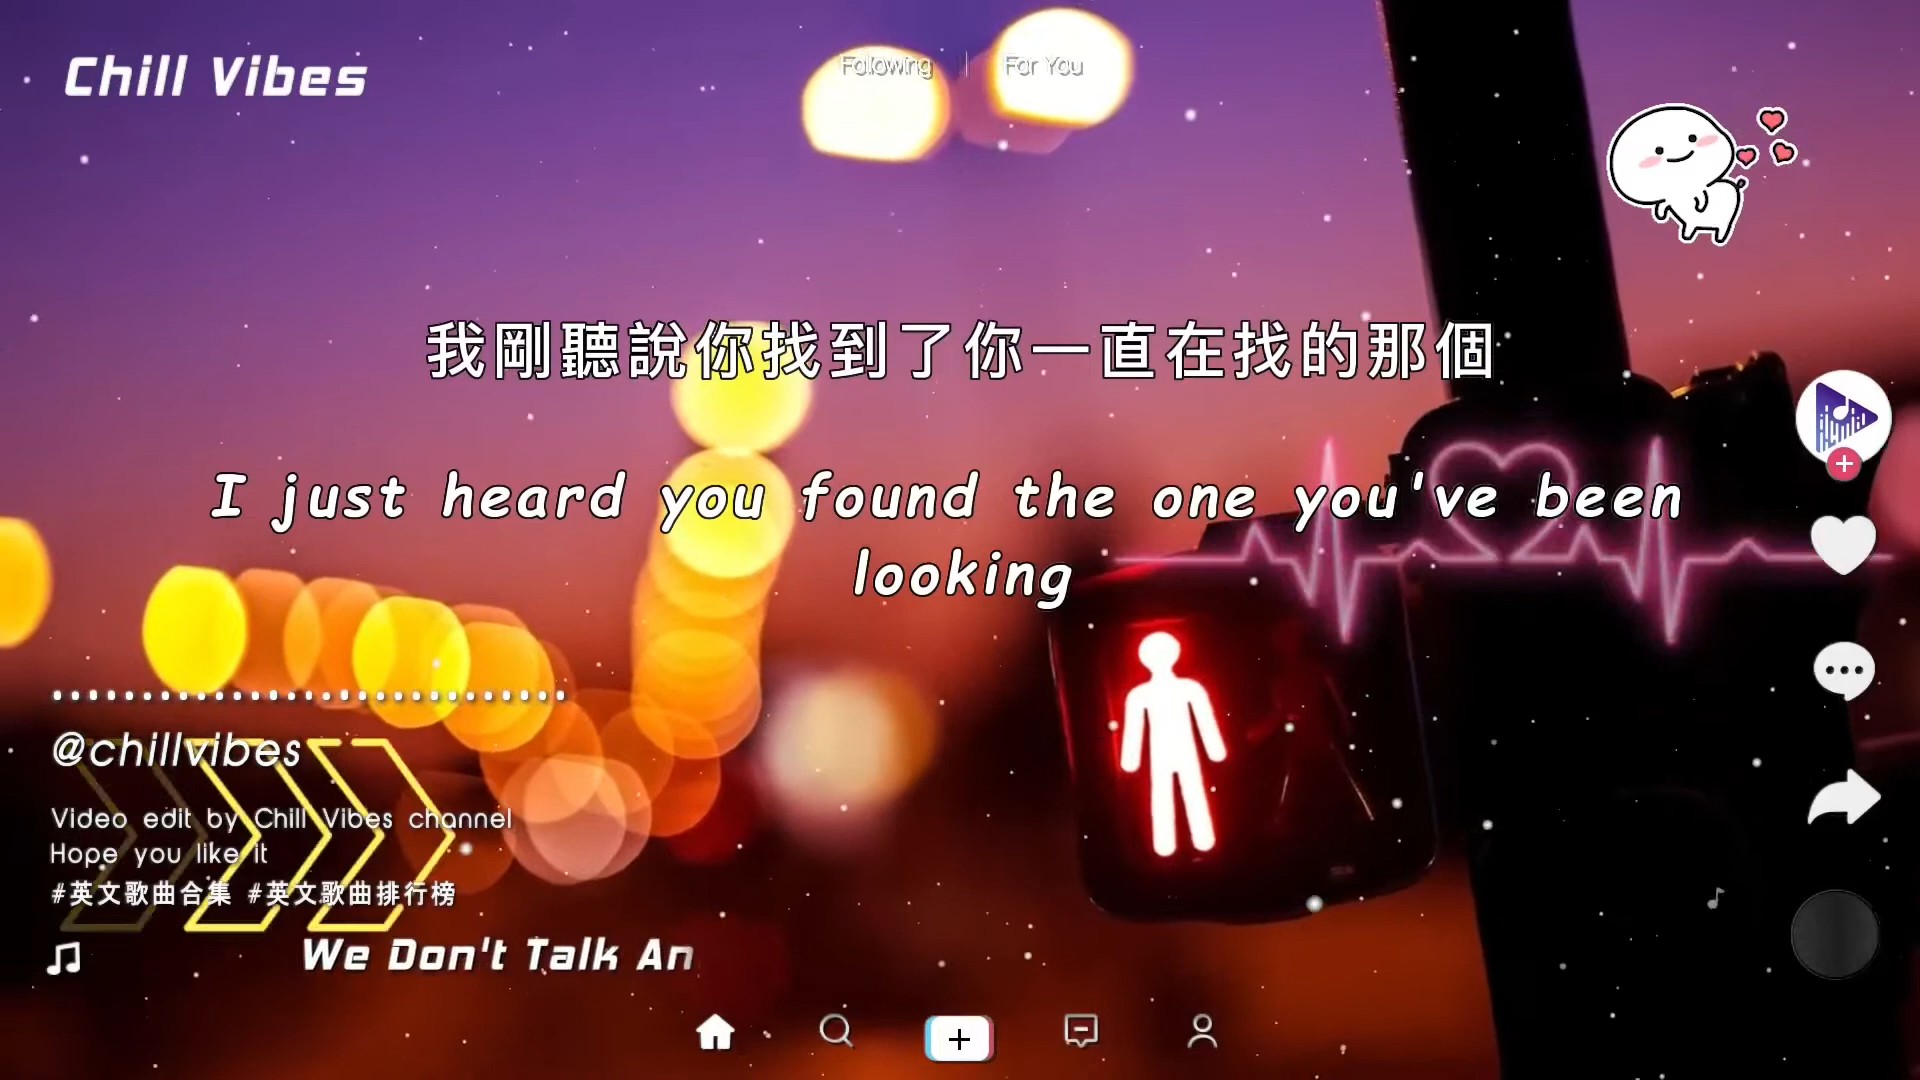 Chill Vibes
Following | For You
我剛聽說你找到了你一直在找的那個
I just heard you found the one you've been
looking
@chillvibes
Video edit by Chill Vibes channel
Hope you like it
#英文歌曲合集 #英文歌曲排行榜
We Don't Talk An